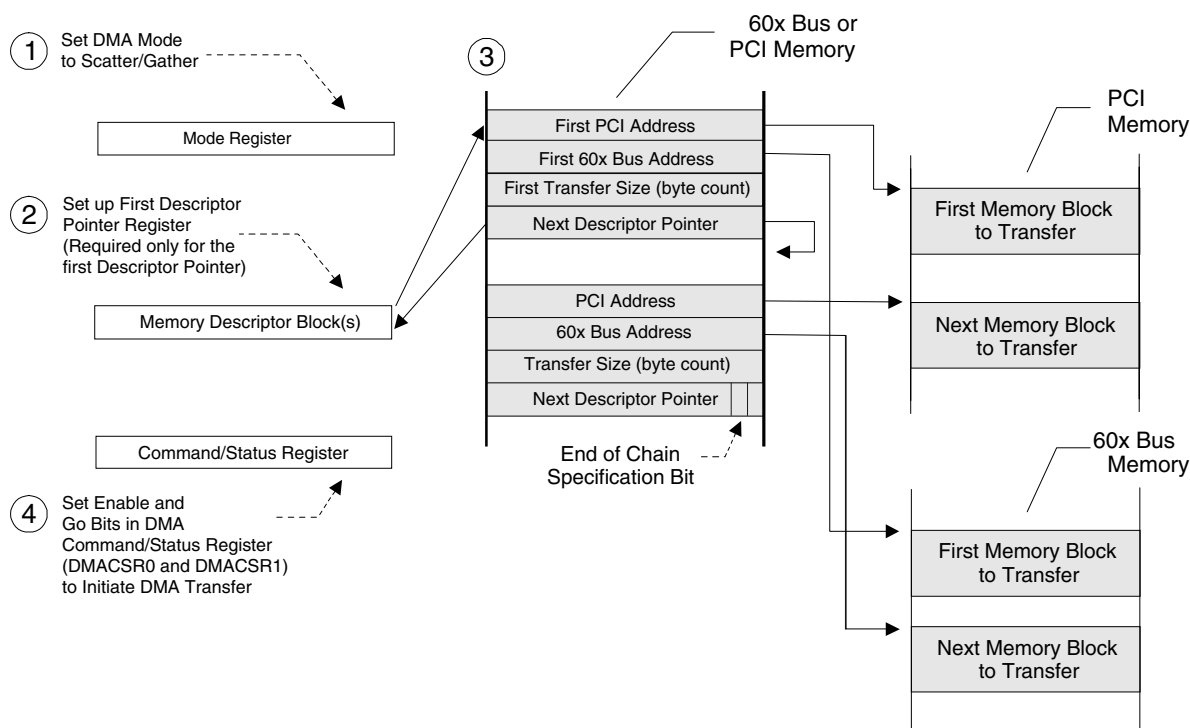 1
Set DMA Mode
to Scatter/Gather
Mode Register
2
Set up First Descriptor
Pointer Register
(Required only for the
first Descriptor Pointer)
Memory Descriptor Block(s)
Command/Status Register
4
Set Enable and
Go Bits in DMA
Command/Status Register
(DMACSR0 and DMACSR1)
to Initiate DMA Transfer
3
60x Bus or
PCI Memory
First PCI Address
First 60x Bus Address
First Transfer Size (byte count)
Next Descriptor Pointer
PCI Address
60x Bus Address
Transfer Size (byte count)
Next Descriptor Pointer
End of Chain
Specification Bit
PCI
Memory
First Memory Block
to Transfer
Next Memory Block
to Transfer
60x Bus
Memory
First Memory Block
to Transfer
Next Memory Block
to Transfer